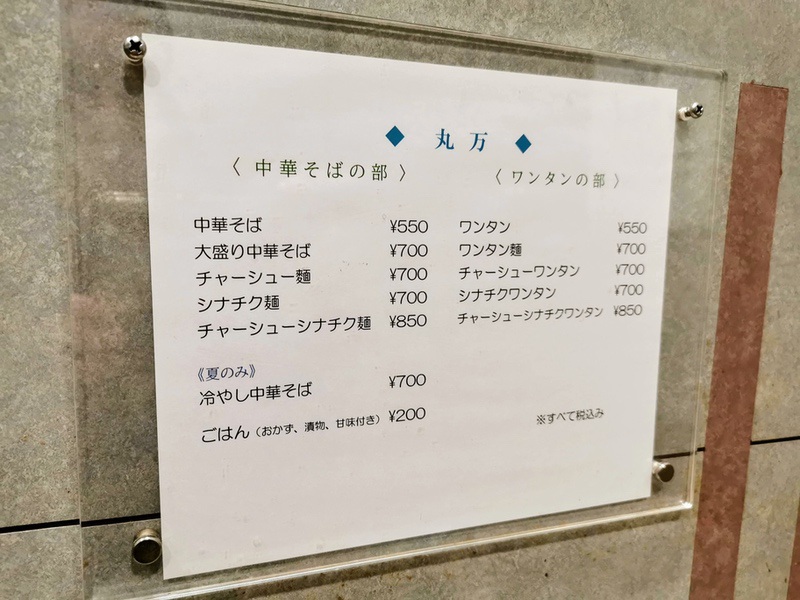 ◆ 丸万 ◆
〈中華そばの部〉
中華そば ¥550
大盛り中華そば ¥700
チャーシュー麺 ¥700
シナチク麺 ¥700
チャーシューシナチク麺 ¥850
《夏のみ》
冷やし中華そば ¥700
ごはん（おかず、漬物、甘味付き） ¥200
〈ワンタンの部〉
ワンタン ¥550
ワンタン麺 ¥700
チャーシューワンタン ¥700
シナチクワンタン ¥700
チャーシューシナチクワンタン ¥850
※すべて税込み